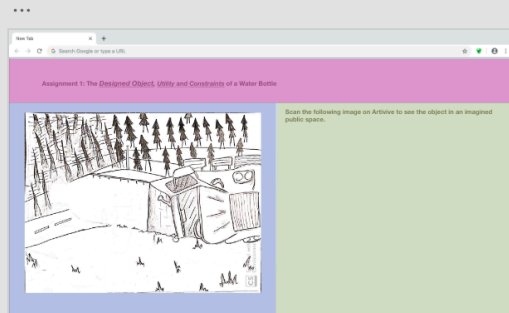 New Tab
Search Google or type a URL
Assignment 1: The Designed Object, Utility and Constraints of a Water Bottle
Scan the following image on Artivive to see the object in an imagined
public space.